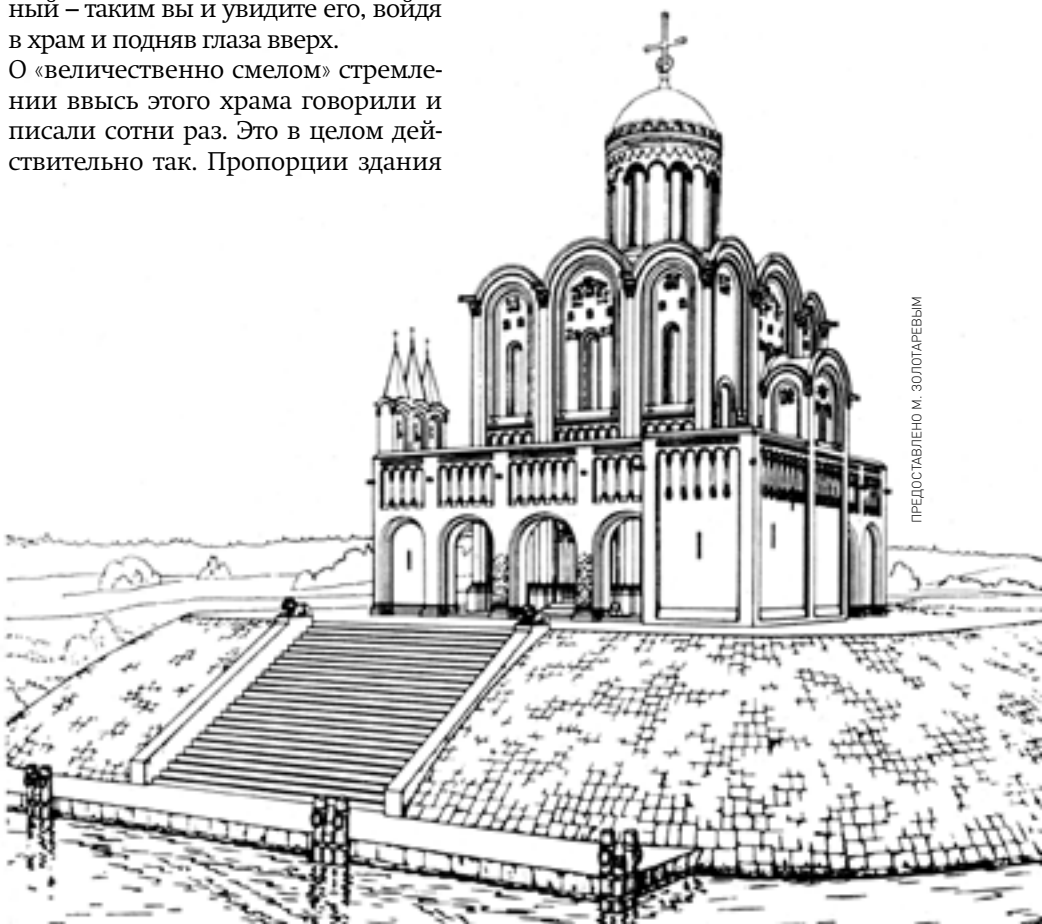 ный – таким вы и увидите его, войдя
в храм и подняв глаза вверх.
О «величественно смелом» стремле-
нии ввысь этого храма говорили и
писали сотни раз. Это в целом дей-
ствительно так. Пропорции здания
ПРЕДОСТАВЛЕНО М. ЗОЛОТАРЕВЫМ